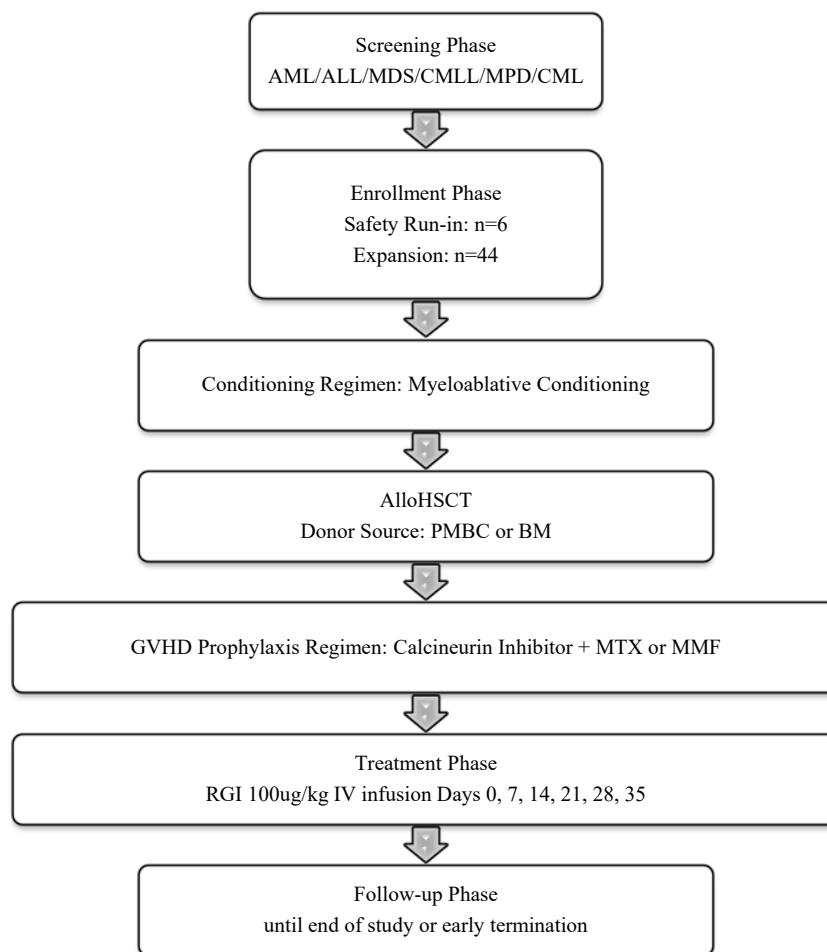 Screening Phase
AML/ALL/MDS/CMLL/MPD/CML
Enrollment Phase
Safety Run-in: n=6
Expansion: n=44
Conditioning Regimen: Myeloablative Conditioning
AlloHSCT
Donor Source: PMBC or BM
GVHD Prophylaxis Regimen: Calcineurin Inhibitor + MTX or MMF
Treatment Phase
RGI 100ug/kg IV infusion Days 0, 7, 14, 21, 28, 35
Follow-up Phase
until end of study or early termination